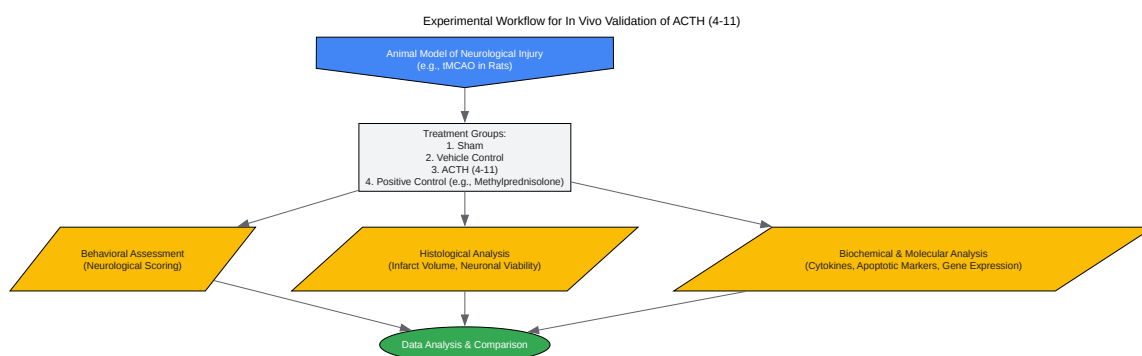 Experimental Workflow for In Vivo Validation of ACTH (4-11)
Animal Model of Neurological Injury
(e.g., tMCAO in Rats)
Treatment Groups:
1. Sham
2. Vehicle Control
3. ACTH (4-11)
4. Positive Control (e.g., Methylprednisolone)
Behavioral Assessment
(Neurological Scoring)
Histological Analysis
(Infarct Volume, Neuronal Viability)
Biochemical & Molecular Analysis
(Cytokines, Apoptotic Markers, Gene Expression)
Data Analysis & Comparison